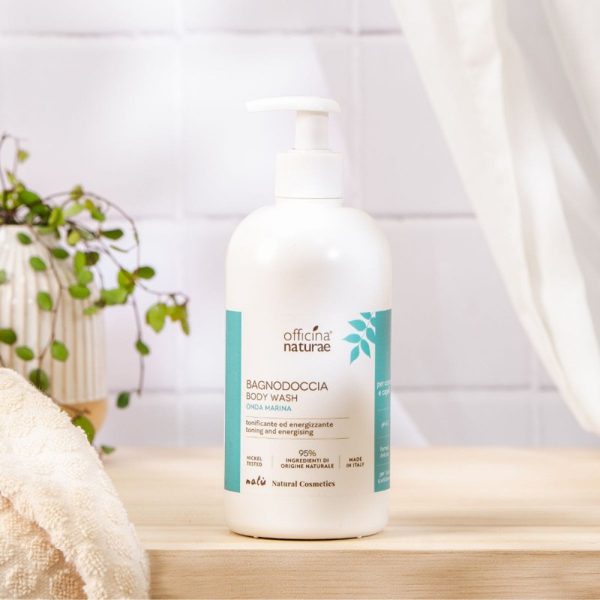 officina®
naturae
BAGNODOCCIA
BODY WASH
ONDA MARINA
tonificante ed energizzante
toning and energising
NICKEL
TESTED
95%
INGREDIENTI DI
ORIGINE NATURALE
MADE
IN ITALY
nalù Natural Cosmetics